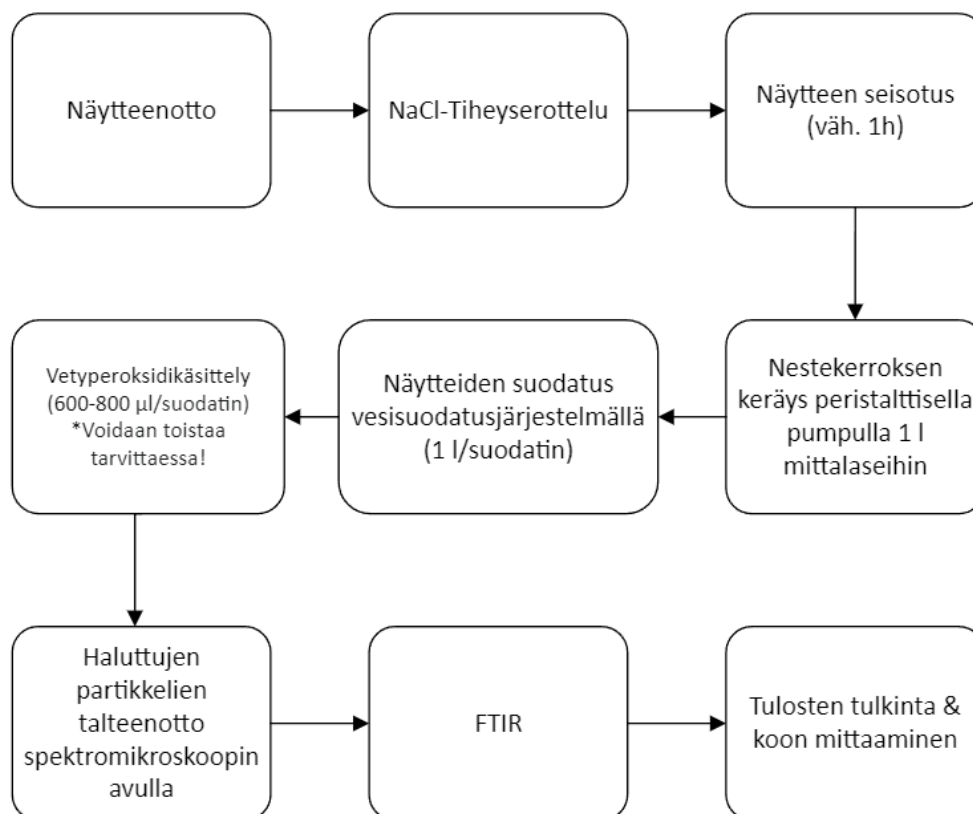 Näytteenotto
NaCl-Tiheyserottelu
Näytteen seisotus
(väh. 1h)
Nestekerroksen
keräys peristalttisella
pumpulla 1 l
mittalaseihin
Näytteiden suodatus
vesisuodatusjärjestelmällä
(1 l/suodatin)
Vetyperoksidikäsittely
(600-800 µl/suodatin)
*Voidaan toistaa
tarvittaessa!
Haluttujen
partikkelien
talteenotto
spektromikroskoopin
avulla
FTIR
Tulosten tulkinta &
koon mittaaminen